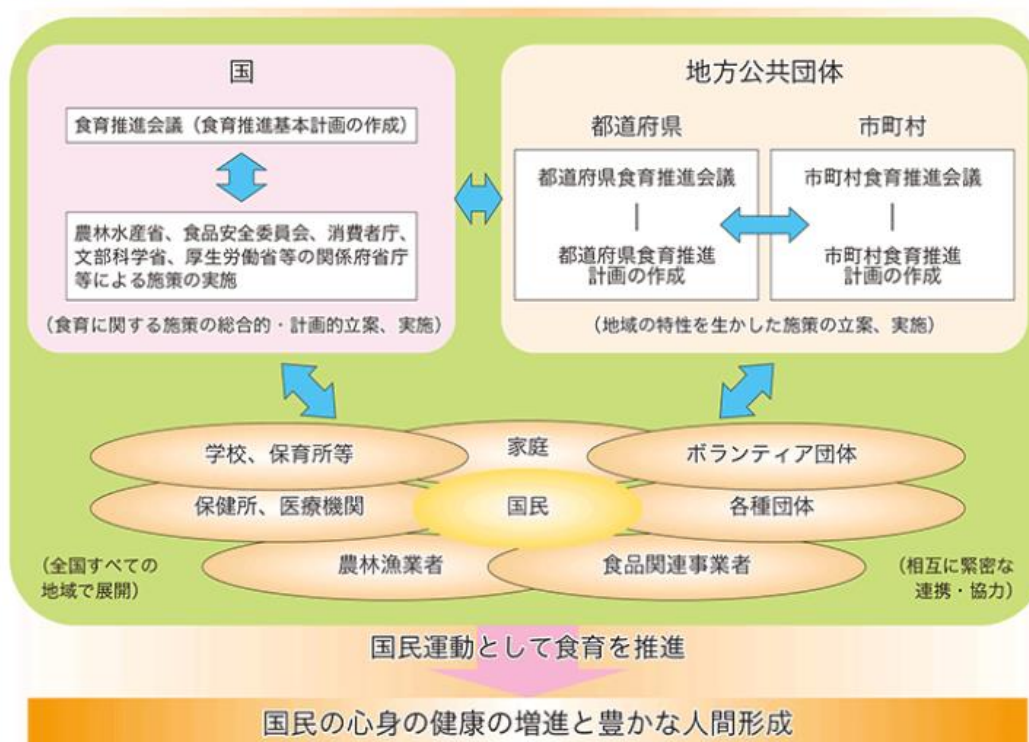 国
食育推進会議（食育推進基本計画の作成）
農林水産省、食品安全委員会、消費者庁、
文部科学省、厚生労働省等の関係府省庁
等による施策の実施
（食育に関する施策の総合的・計画的立案、実施）
地方公共団体
都道府県
都道府県食育推進会議
都道府県食育推進
計画の作成
市町村
市町村食育推進会議
市町村食育推進
計画の作成
（地域の特性を生かした施策の立案、実施）
学校、保育所等
家庭
ボランティア団体
保健所、医療機関
国民
各種団体
農林漁業者
食品関連事業者
（全国すべての
地域で展開）
（相互に緊密な
連携・協力）
国民運動として食育を推進
国民の心身の健康の増進と豊かな人間形成